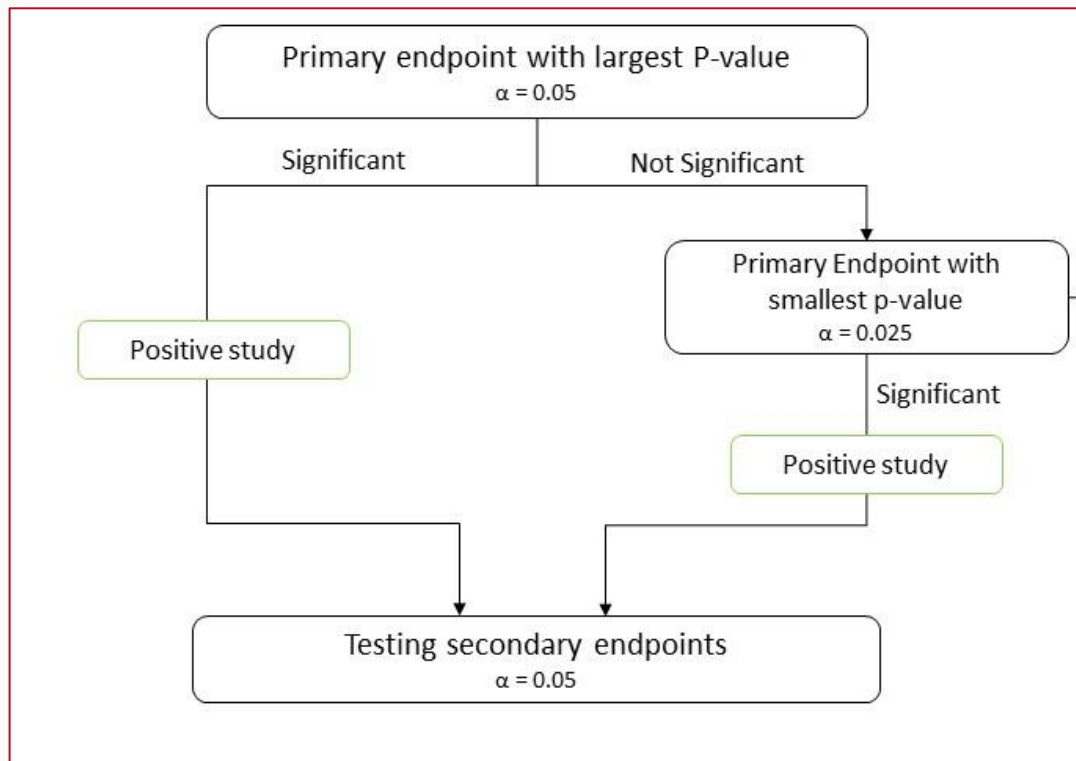 Primary endpoint with largest P-value
α = 0.05
Significant
Not Significant
Primary Endpoint with
smallest p-value
α = 0.025
Positive study
Significant
Positive study
Testing secondary endpoints
α = 0.05